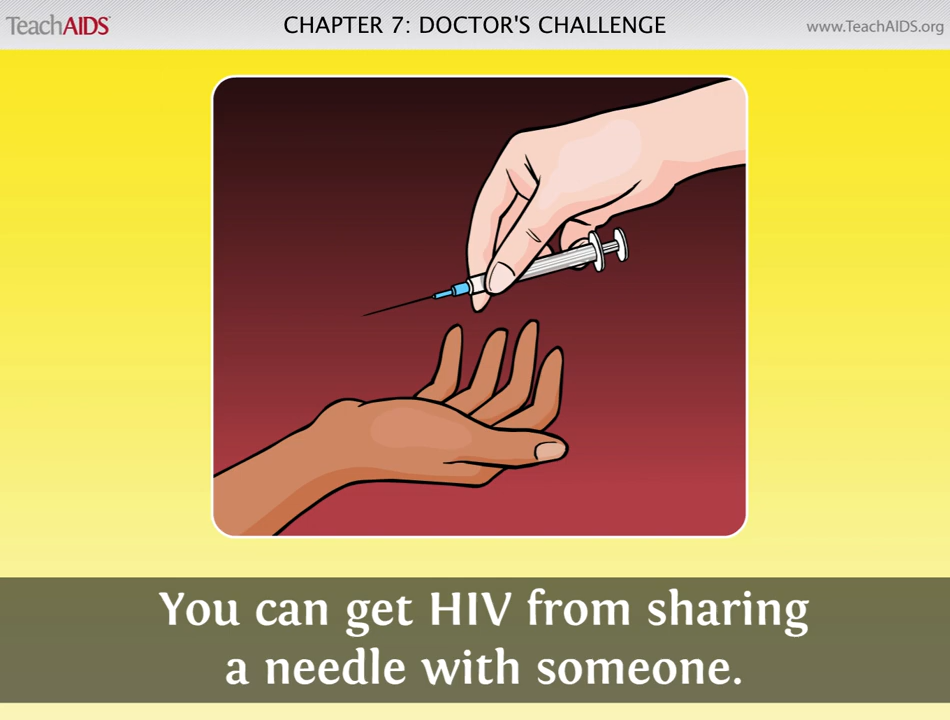 TeachAIDS
CHAPTER 7: DOCTOR'S CHALLENGE
www.TeachAIDS.org
You can get HIV from sharing
a needle with someone.